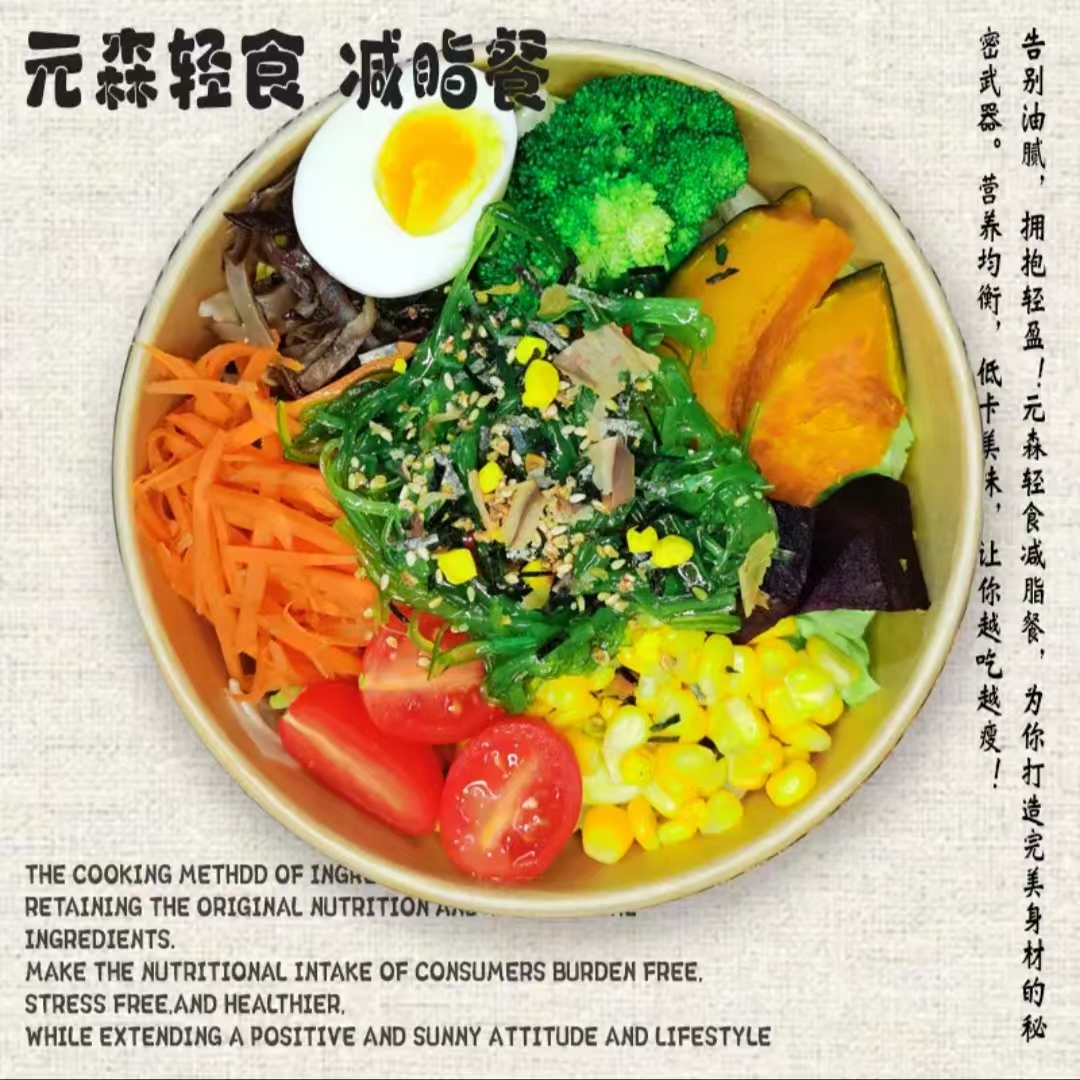 元森轻食 减脂餐
告别油腻，拥抱轻盈！元森轻食减脂餐，为你打造完美身材的秘
密武器。营养均衡，低卡美味，让你越吃越瘦！
THE COOKING METHDD OF
RETAINING THE ORIGINAL NUTRITION
INGREDIENTS.
MAKE THE NUTRITIONAL INTAKE OF CONSUMERS BURDEN FREE,
STRESS FREE,AND HEALTHIER,
WHILE EXTENDING A POSITIVE AND SUNNY ATTITUDE AND LIFESTYLE